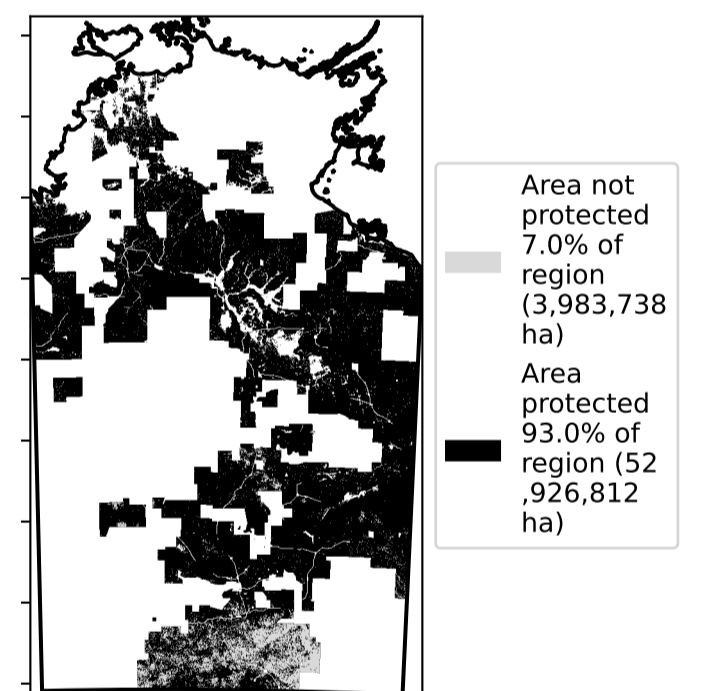 Area not
protected
7.0% of
region
(3,983,738
ha)
Area
protected
93.0% of
region (52
,926,812
ha)